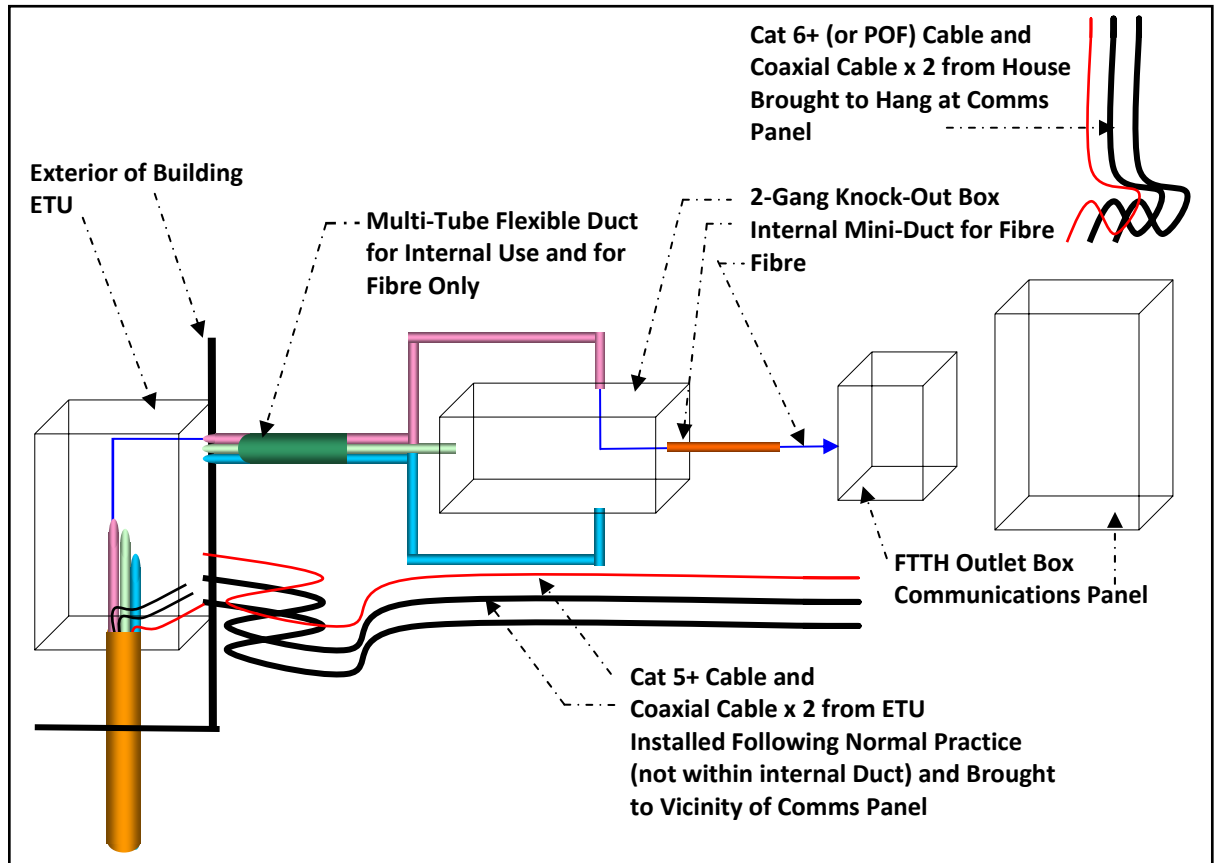 Cat 6+ (or POF) Cable and
Coaxial Cable x 2 from House
Brought to Hang at Comms
Panel
Exterior of Building
ETU
Multi-Tube Flexible Duct
for Internal Use and for
Fibre Only
2-Gang Knock-Out Box
Internal Mini-Duct for Fibre
Fibre
FTTH Outlet Box
Communications Panel
Cat 5+ Cable and
Coaxial Cable x 2 from ETU
Installed Following Normal Practice
(not within internal Duct) and Brought
to Vicinity of Comms Panel